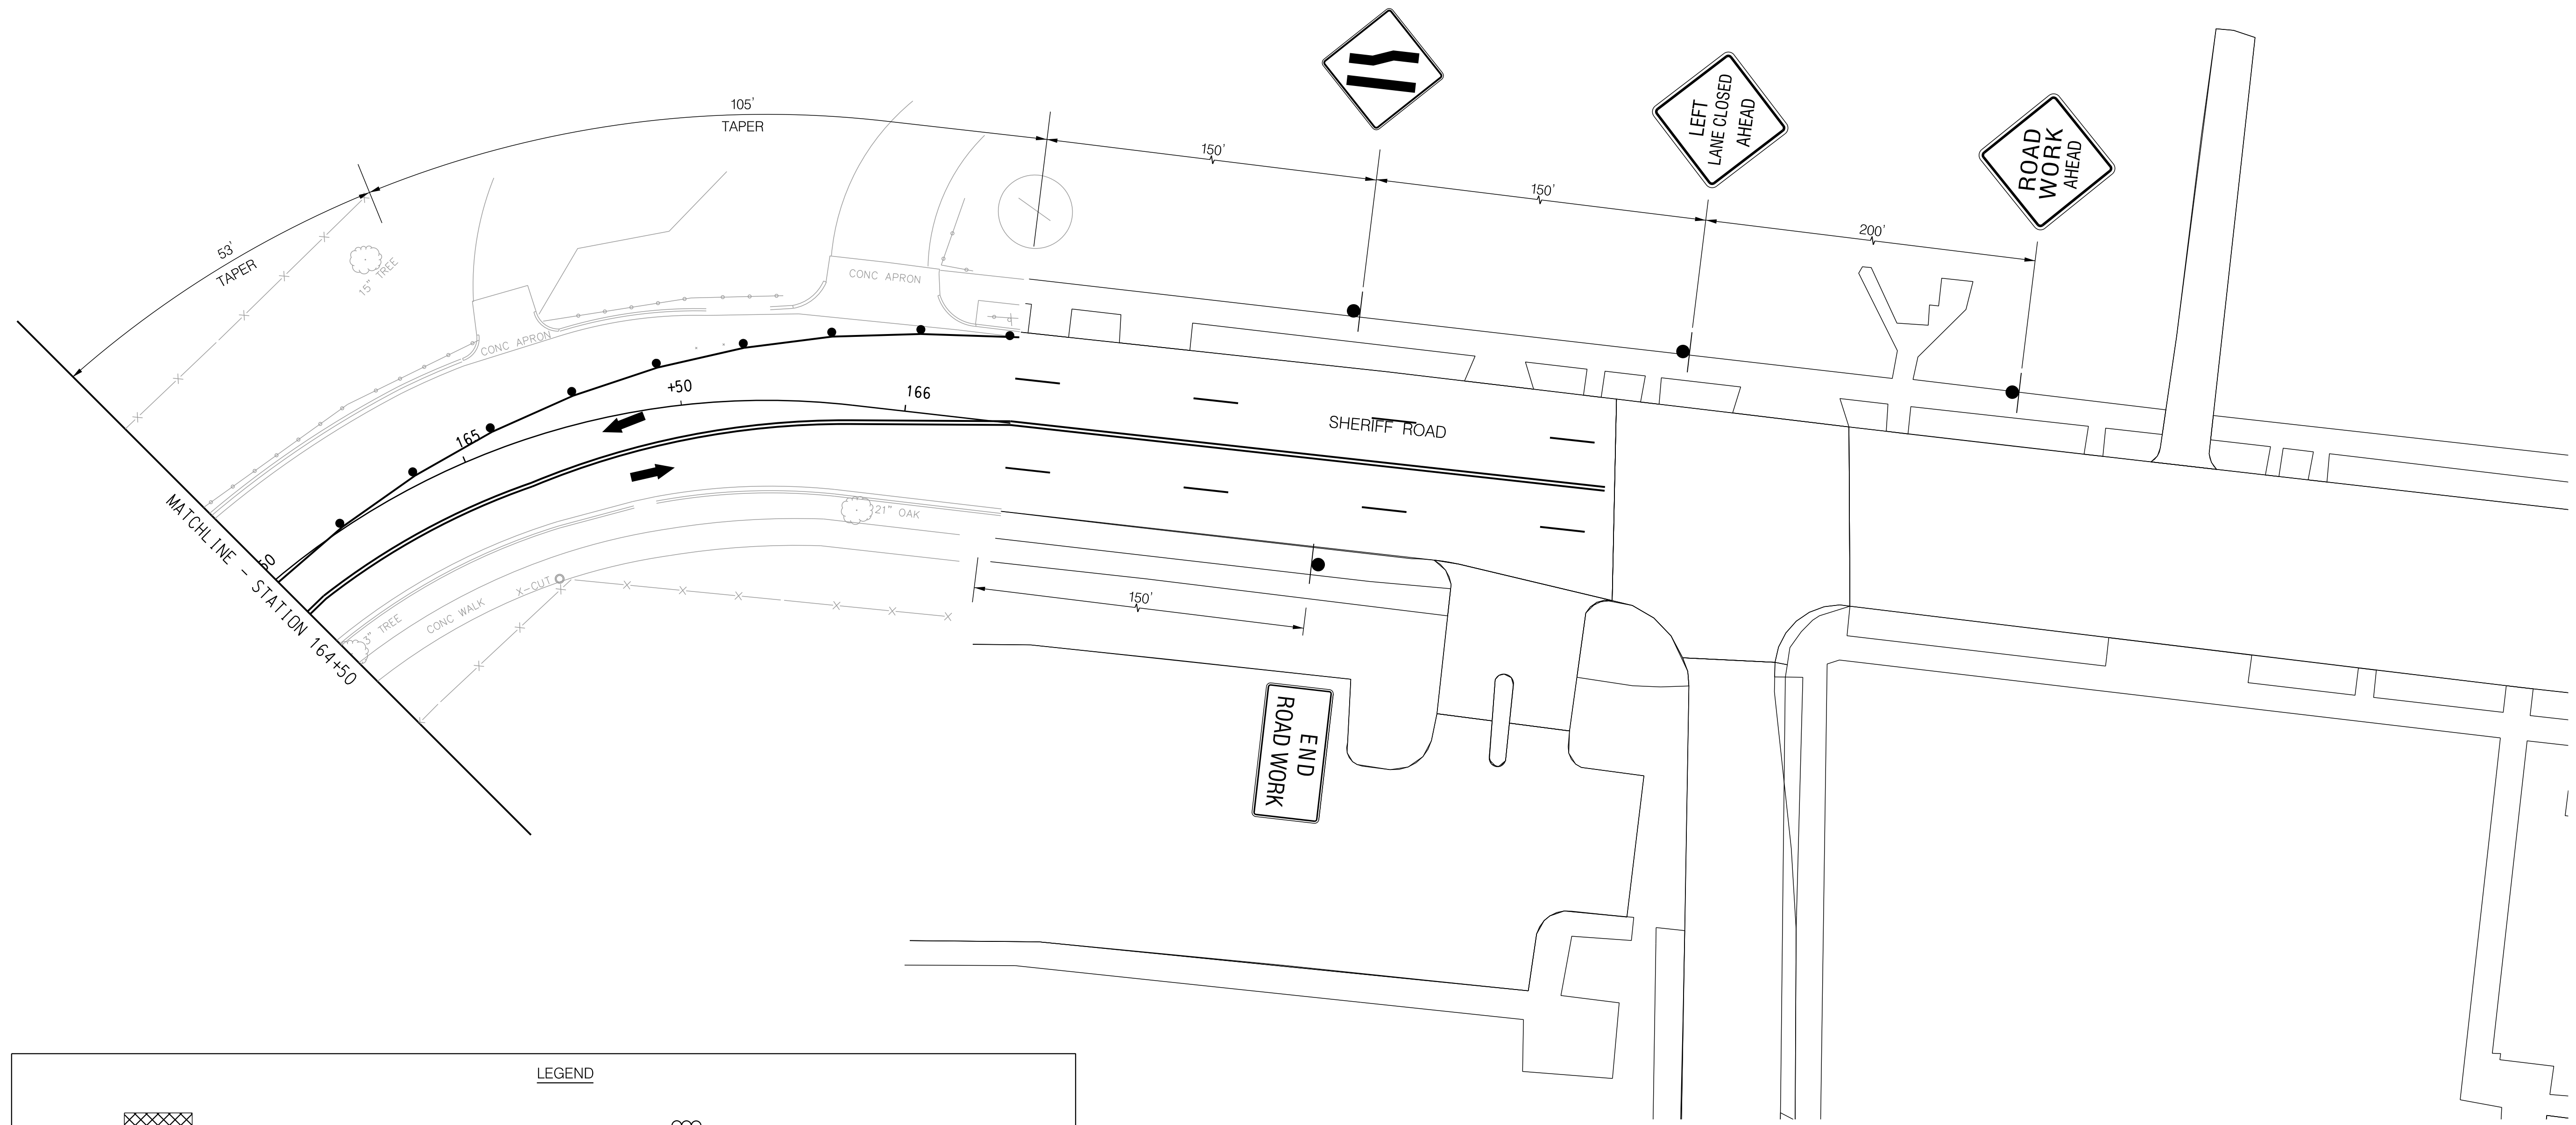 105'
TAPER
53'
TAPER
150'
150'
200'
LEFT
LANE CLOSED
AHEAD
ROAD
WORK
AHEAD
15" TREE
CONC APRON
CONC APRON
+50
166
165
SHERIFF ROAD
21" OAK
X-CUT
CONC WALK
3" TREE
MATCHLINE - STATION 164+50
150'
END
ROAD WORK
LEGEND